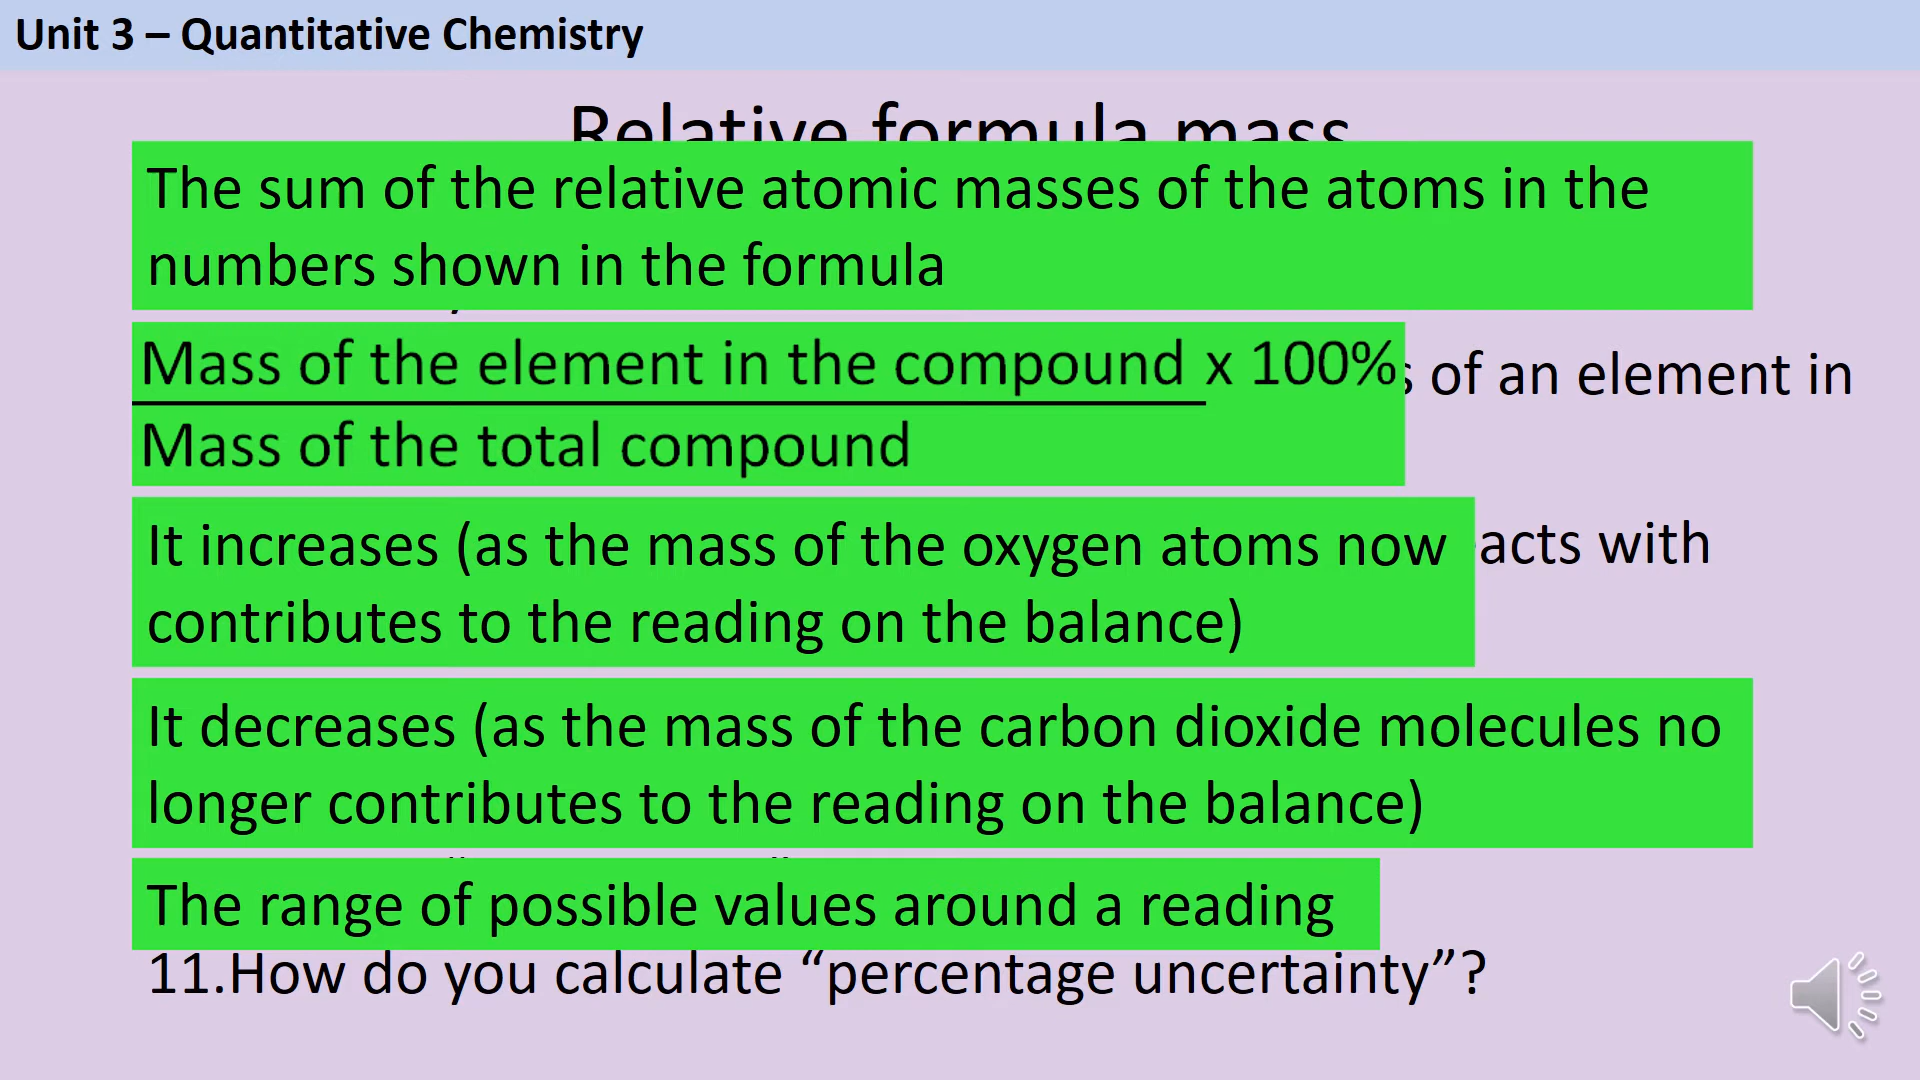 Unit 3 – Quantitative Chemistry
Relative formula mass
The sum of the relative atomic masses of the atoms in the
numbers shown in the formula
Mass of the element in the compound x 100%
of an element in
Mass of the total compound
It increases (as the mass of the oxygen atoms now
acts with
contributes to the reading on the balance)
It decreases (as the mass of the carbon dioxide molecules no
longer contributes to the reading on the balance)
The range of possible values around a reading
11.How do you calculate “percentage uncertainty”?